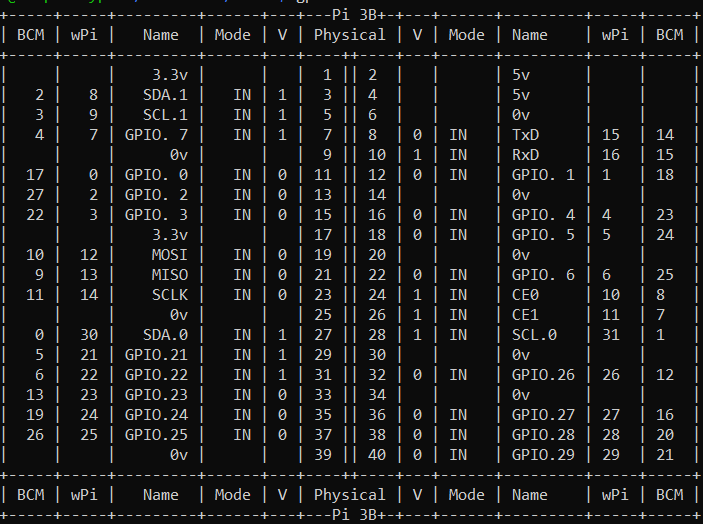 +-----+-----+---------+------+---+---Pi 3B--+---+------+---------+-----+-----+
| BCM | wPi |   Name  | Mode | V | Physical | V | Mode | Name    | wPi | BCM |
+-----+-----+---------+------+---+----++----+---+------+---------+-----+-----+
|     |     |    3.3v |      |   |  1 || 2  |   |      | 5v      |     |     |
|   2 |   8 |   SDA.1 |   IN | 1 |  3 || 4  |   |      | 5v      |     |     |
|   3 |   9 |   SCL.1 |   IN | 1 |  5 || 6  |   |      | 0v      |     |     |
|   4 |   7 | GPIO. 7 |   IN | 1 |  7 || 8  | 0 | IN   | TxD     | 15  | 14  |
|     |     |      0v |      |   |  9 || 10 | 1 | IN   | RxD     | 16  | 15  |
|  17 |   0 | GPIO. 0 |   IN | 0 | 11 || 12 | 0 | IN   | GPIO. 1 | 1   | 18  |
|  27 |   2 | GPIO. 2 |   IN | 0 | 13 || 14 |   |      | 0v      |     |     |
|  22 |   3 | GPIO. 3 |   IN | 0 | 15 || 16 | 0 | IN   | GPIO. 4 | 4   | 23  |
|     |     |    3.3v |      |   | 17 || 18 | 0 | IN   | GPIO. 5 | 5   | 24  |
|  10 |  12 |    MOSI |   IN | 0 | 19 || 20 |   |      | 0v      |     |     |
|   9 |  13 |    MISO |   IN | 0 | 21 || 22 | 0 | IN   | GPIO. 6 | 6   | 25  |
|  11 |  14 |    SCLK |   IN | 0 | 23 || 24 | 1 | IN   | CE0     | 10  | 8   |
|     |     |      0v |      |   | 25 || 26 | 1 | IN   | CE1     | 11  | 7   |
|   0 |  30 |   SDA.0 |   IN | 1 | 27 || 28 | 1 | IN   | SCL.0   | 31  | 1   |
|   5 |  21 | GPIO.21 |   IN | 1 | 29 || 30 |   |      | 0v      |     |     |
|   6 |  22 | GPIO.22 |   IN | 1 | 31 || 32 | 0 | IN   | GPIO.26 | 26  | 12  |
|  13 |  23 | GPIO.23 |   IN | 0 | 33 || 34 |   |      | 0v      |     |     |
|  19 |  24 | GPIO.24 |   IN | 0 | 35 || 36 | 0 | IN   | GPIO.27 | 27  | 16  |
|  26 |  25 | GPIO.25 |   IN | 0 | 37 || 38 | 0 | IN   | GPIO.28 | 28  | 20  |
|     |     |      0v |      |   | 39 || 40 | 0 | IN   | GPIO.29 | 29  | 21  |
+-----+-----+---------+------+---+----++----+---+------+---------+-----+-----+
| BCM | wPi |   Name  | Mode | V | Physical | V | Mode | Name    | wPi | BCM |
+-----+-----+---------+------+---+---Pi 3B--+---+------+---------+-----+-----+